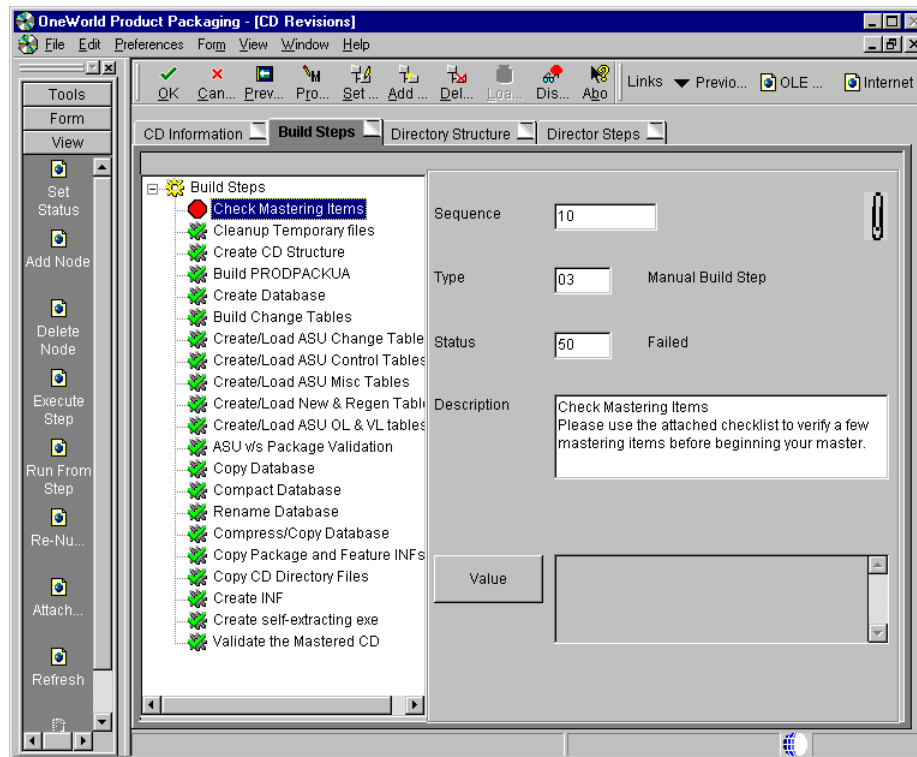 OneWorld Product Packaging - [CD Revisions]
File Edit Preferences Form View Window Help
OK Can... Prev... Pro... Set ... Add ... Del... Loa... Dis... Abo Links Previo... OLE ... Internet
Tools
Form
View
Set
Status
Add Node
Delete
Node
Execute
Step
Run From
Step
Re-Nu...
Attach...
Refresh
CD Information Build Steps Directory Structure Director Steps
Build Steps
Check Mastering Items
Cleanup Temporary files
Create CD Structure
Build PRODPACKUA
Create Database
Build Change Tables
Create/Load ASU Change Table
Create/Load ASU Control Tables
Create/Load ASU Misc Tables
Create/Load New & Regen Tabl
Create/Load ASU OL & VL tables
ASU v/s Package Validation
Copy Database
Compact Database
Rename Database
Compress/Copy Database
Copy Package and Feature INFs
Copy CD Directory Files
Create INF
Create self-extracting exe
Validate the Mastered CD
Sequence 10
Type 03 Manual Build Step
Status 50 Failed
Description Check Mastering Items
Please use the attached checklist to verify a few
mastering items before beginning your master.
Value